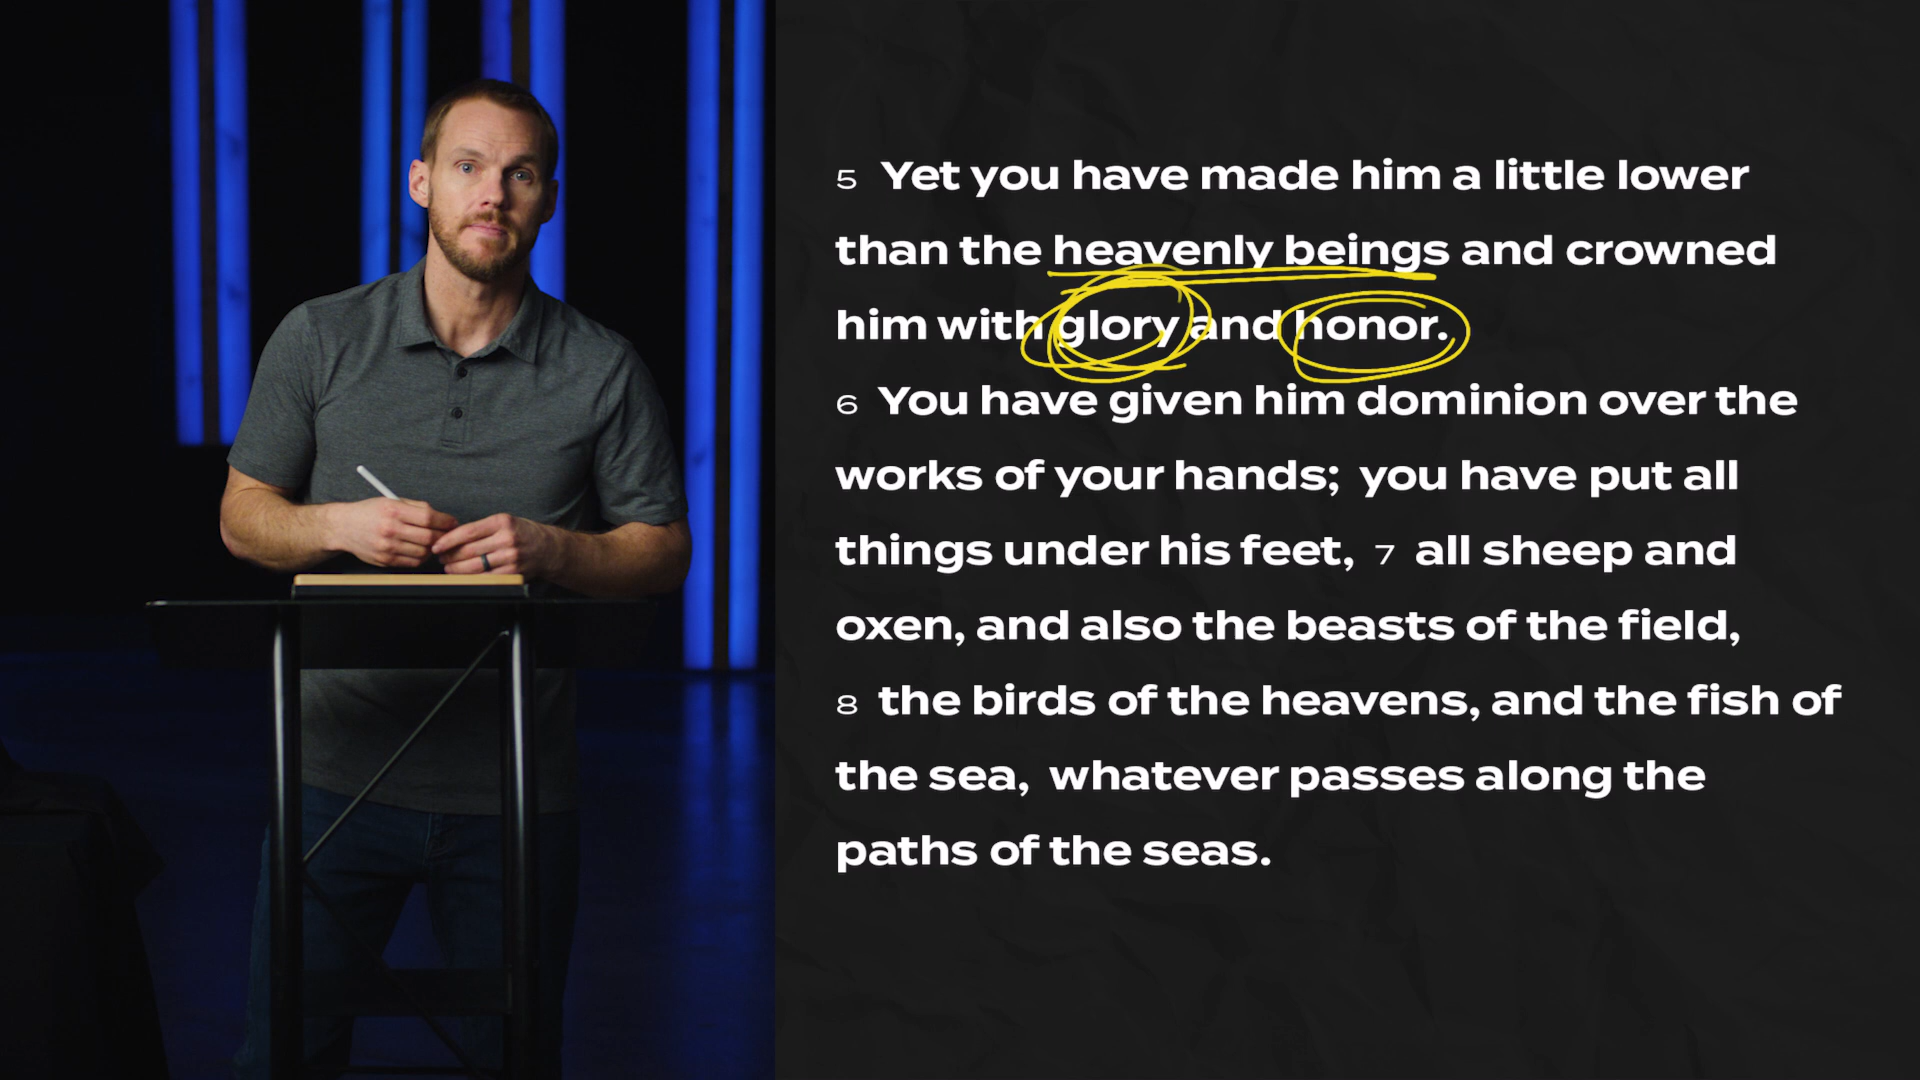 5 Yet you have made him a little lower
than the heavenly beings and crowned
him with glory and honor.
6 You have given him dominion over the
works of your hands; you have put all
things under his feet, 7 all sheep and
oxen, and also the beasts of the field,
8 the birds of the heavens, and the fish of
the sea, whatever passes along the
paths of the seas.